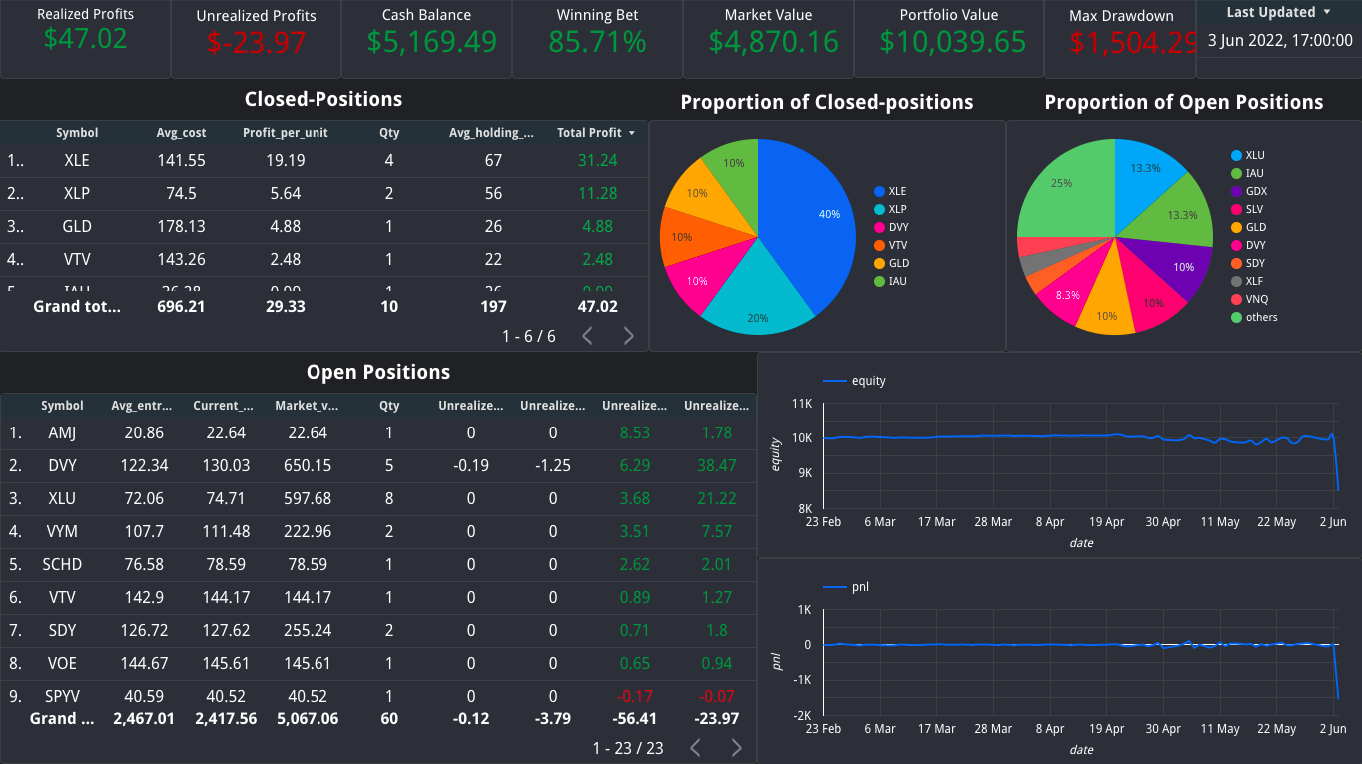 Realized Profits
$47.02
Unrealized Profits
$-23.97
Cash Balance
$5,169.49
Winning Bet
85.71%
Market Value
$4,870.16
Portfolio Value
$10,039.65
Max Drawdown
$1,504.29
Last Updated
3 Jun 2022, 17:00:00
Closed-Positions
Symbol Avg_cost Profit_per_unit Qty Avg_holding_... Total Profit
1.. XLE 141.55 19.19 4 67 31.24
2.. XLP 74.5 5.64 2 56 11.28
3.. GLD 178.13 4.88 1 26 4.88
4.. VTV 143.26 2.48 1 22 2.48
Grand tot... 696.21 29.33 10 197 47.02
1 - 6 / 6
Proportion of Closed-positions
40%
20%
10%
10%
10%
10%
XLE
XLP
DVY
VTV
GLD
IAU
Proportion of Open Positions
13.3%
13.3%
10%
10%
10%
8.3%
25%
XLU
IAU
GDX
SLV
GLD
DVY
SDY
XLF
VNQ
others
Open Positions
Symbol Avg_entr... Current_... Market_v... Qty Unrealize... Unrealize... Unrealize... Unrealize...
1. AMJ 20.86 22.64 22.64 1 0 0 8.53 1.78
2. DVY 122.34 130.03 650.15 5 -0.19 -1.25 6.29 38.47
3. XLU 72.06 74.71 597.68 8 0 0 3.68 21.22
4. VYM 107.7 111.48 222.96 2 0 0 3.51 7.57
5. SCHD 76.58 78.59 78.59 1 0 0 2.62 2.01
6. VTV 142.9 144.17 144.17 1 0 0 0.89 1.27
7. SDY 126.72 127.62 255.24 2 0 0 0.71 1.8
8. VOE 144.67 145.61 145.61 1 0 0 0.65 0.94
9. SPYV 40.59 40.52 40.52 1 0 0 -0.17 -0.07
Grand ... 2,467.01 2,417.56 5,067.06 60 -0.12 -3.79 -56.41 -23.97
1 - 23 / 23
equity
equity
11K
10K
9K
8K
23 Feb 6 Mar 17 Mar 28 Mar 8 Apr 19 Apr 30 Apr 11 May 22 May 2 Jun
date
pnl
pnl
1K
0
-1K
-2K
23 Feb 6 Mar 17 Mar 28 Mar 8 Apr 19 Apr 30 Apr 11 May 22 May 2 Jun
date